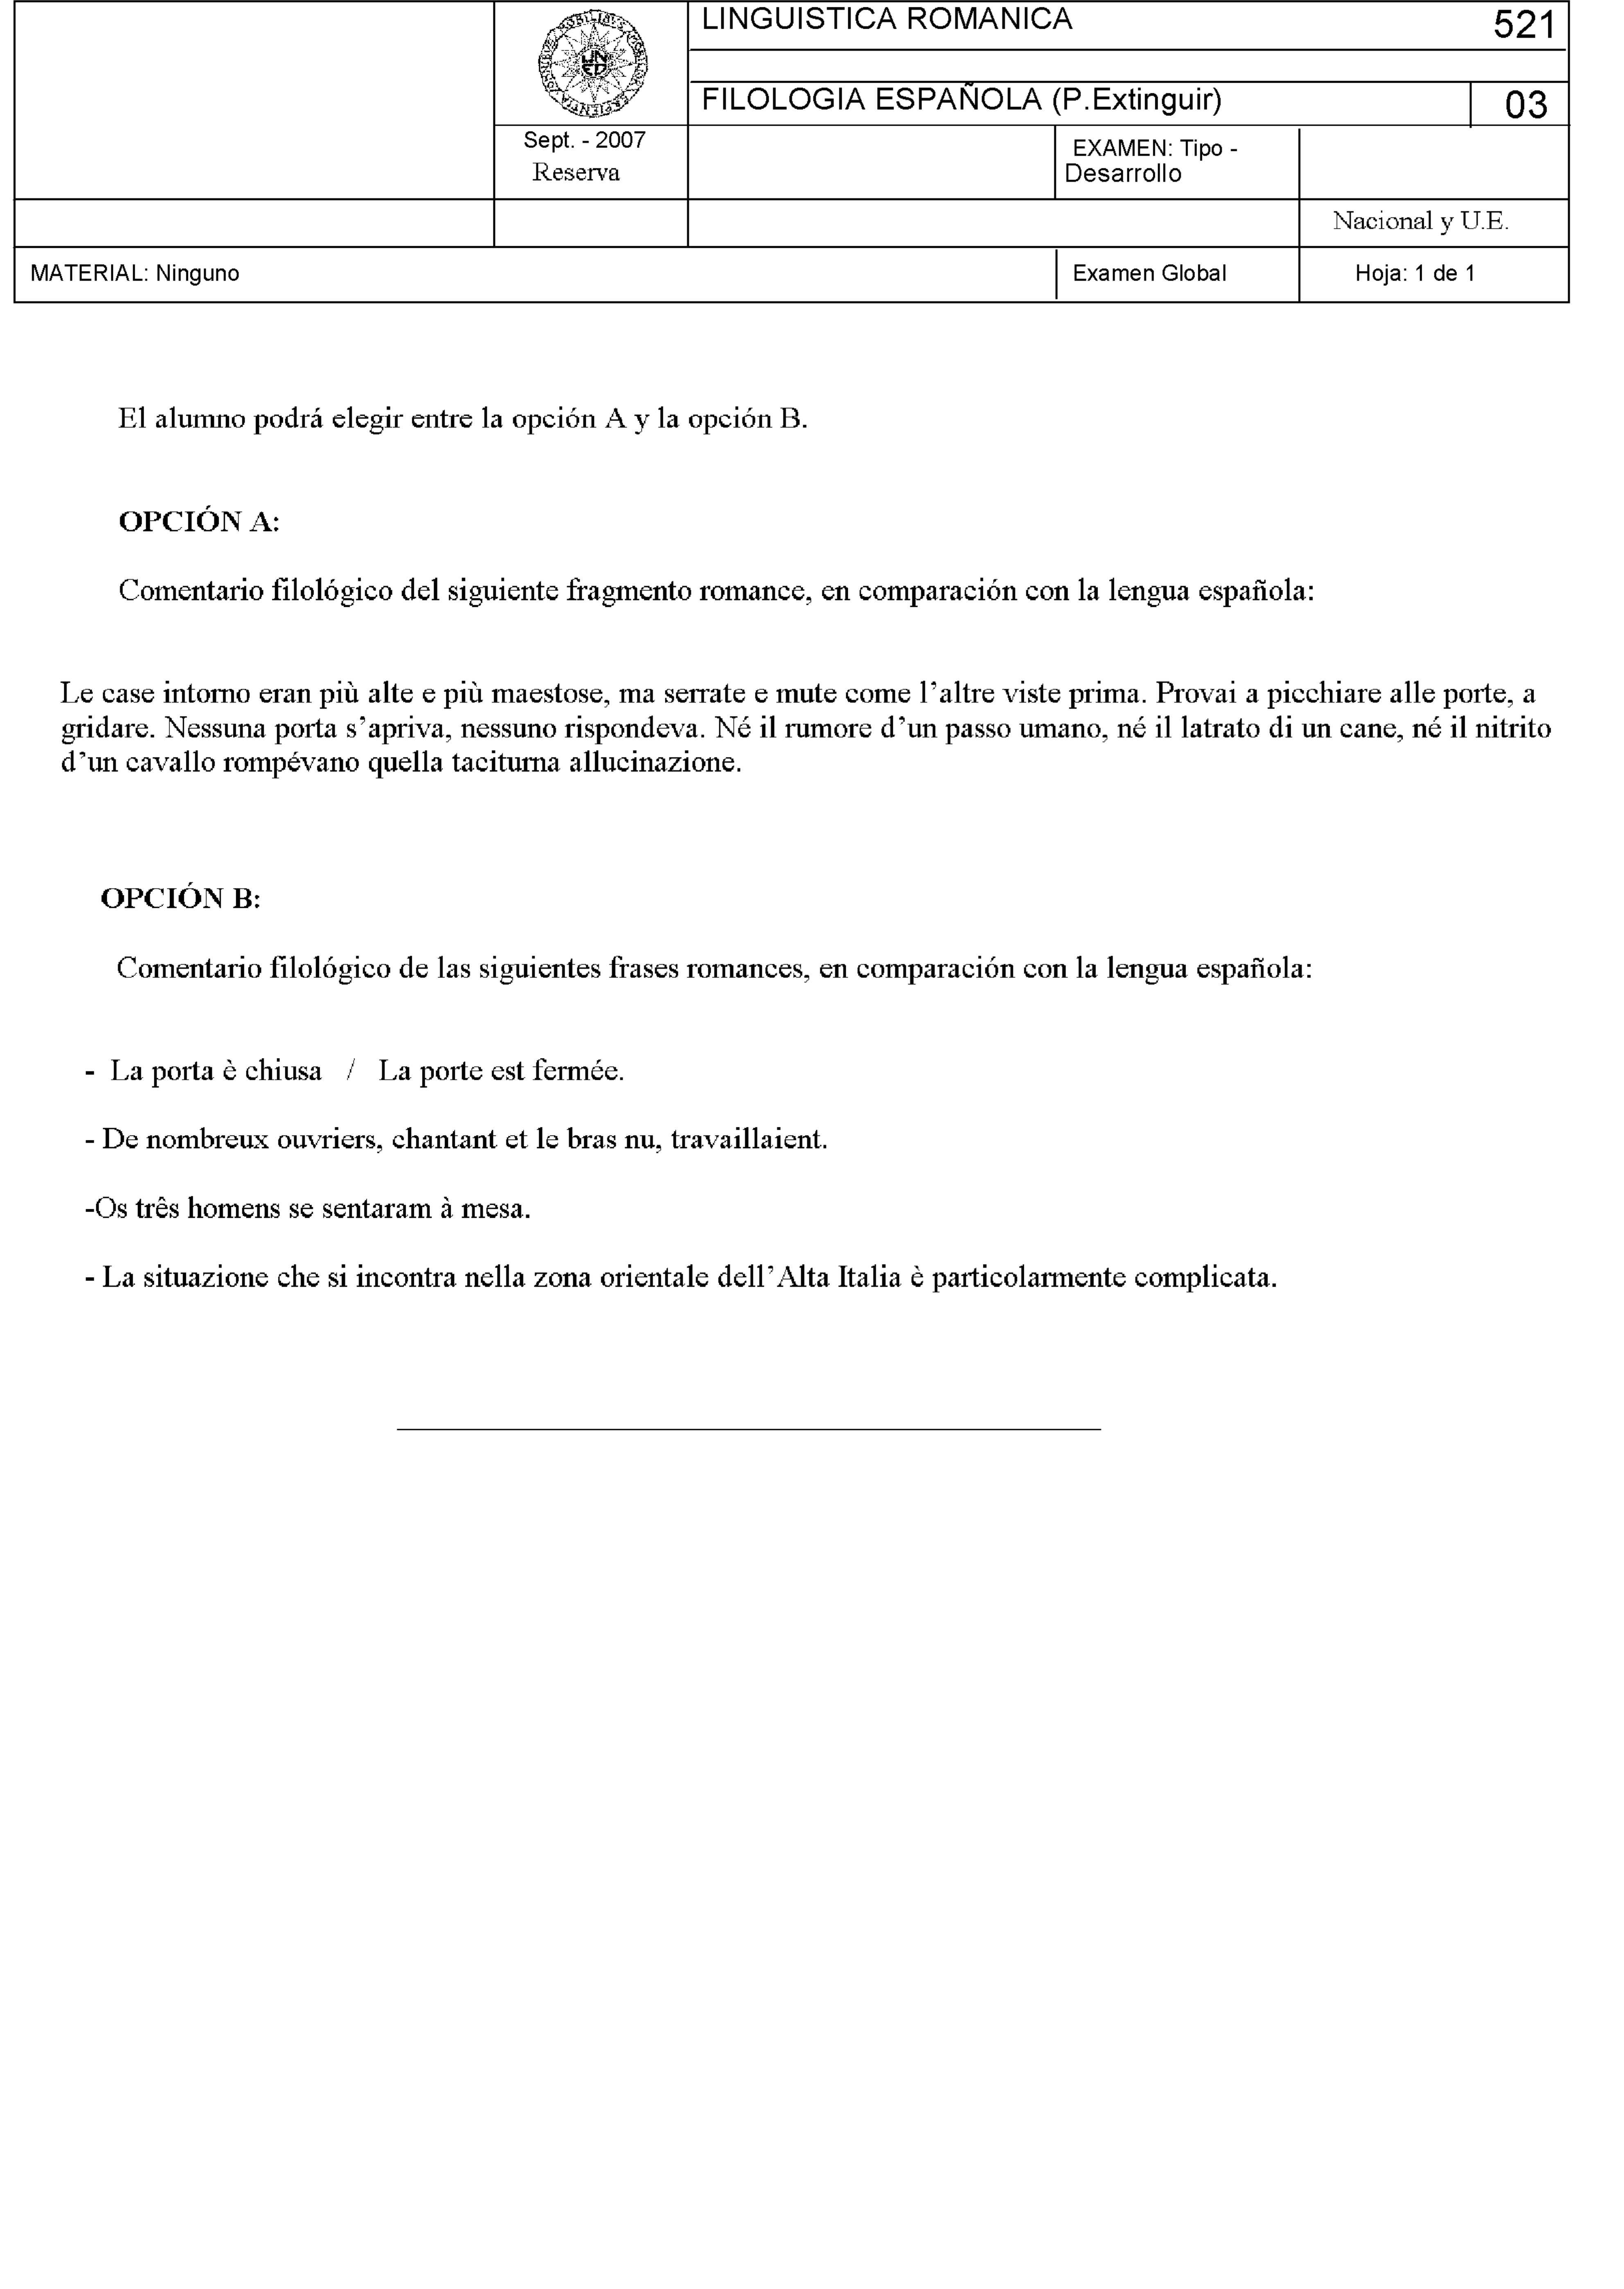 LINGUISTICA ROMANICA
521
FILOLOGIA ESPAÑOLA (P.Extinguir)
03
Sept. - 2007
Reserva
EXAMEN: Tipo -
Desarrollo
Nacional y U.E.
MATERIAL: Ninguno
Examen Global
Hoja: 1 de 1
El alumno podrá elegir entre la opción A y la opción B.
OPCIÓN A:
Comentario filológico del siguiente fragmento romance, en comparación con la lengua española:
Le case intorno eran più alte e più maestose, ma serrate e mute come l’altre viste prima. Provai a picchiare alle porte, a
gridare. Nessuna porta s’apriva, nessuno rispondeva. Né il rumore d’un passo umano, né il latrato di un cane, né il nitrito
d’un cavallo rompévano quella taciturna allucinazione.
OPCIÓN B:
Comentario filológico de las siguientes frases romances, en comparación con la lengua española:
- La porta è chiusa / La porte est fermée.
- De nombreux ouvriers, chantant et le bras nu, travaillaient.
-Os três homens se sentaram à mesa.
- La situazione che si incontra nella zona orientale dell’Alta Italia è particolarmente complicata.